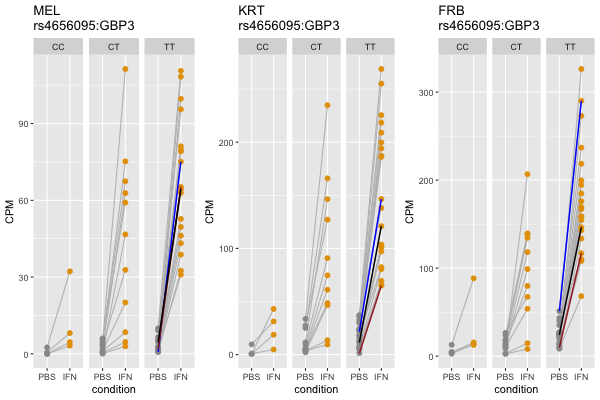 MEL
rs4656095:GBP3
CC CT TT
CPM
90
60
30
0
PBS IFN PBS IFN PBS IFN
condition
KRT
rs4656095:GBP3
CC CT TT
CPM
200
100
0
PBS IFN PBS IFN PBS IFN
condition
FRB
rs4656095:GBP3
CC CT TT
CPM
300
200
100
0
PBS IFN PBS IFN PBS IFN
condition